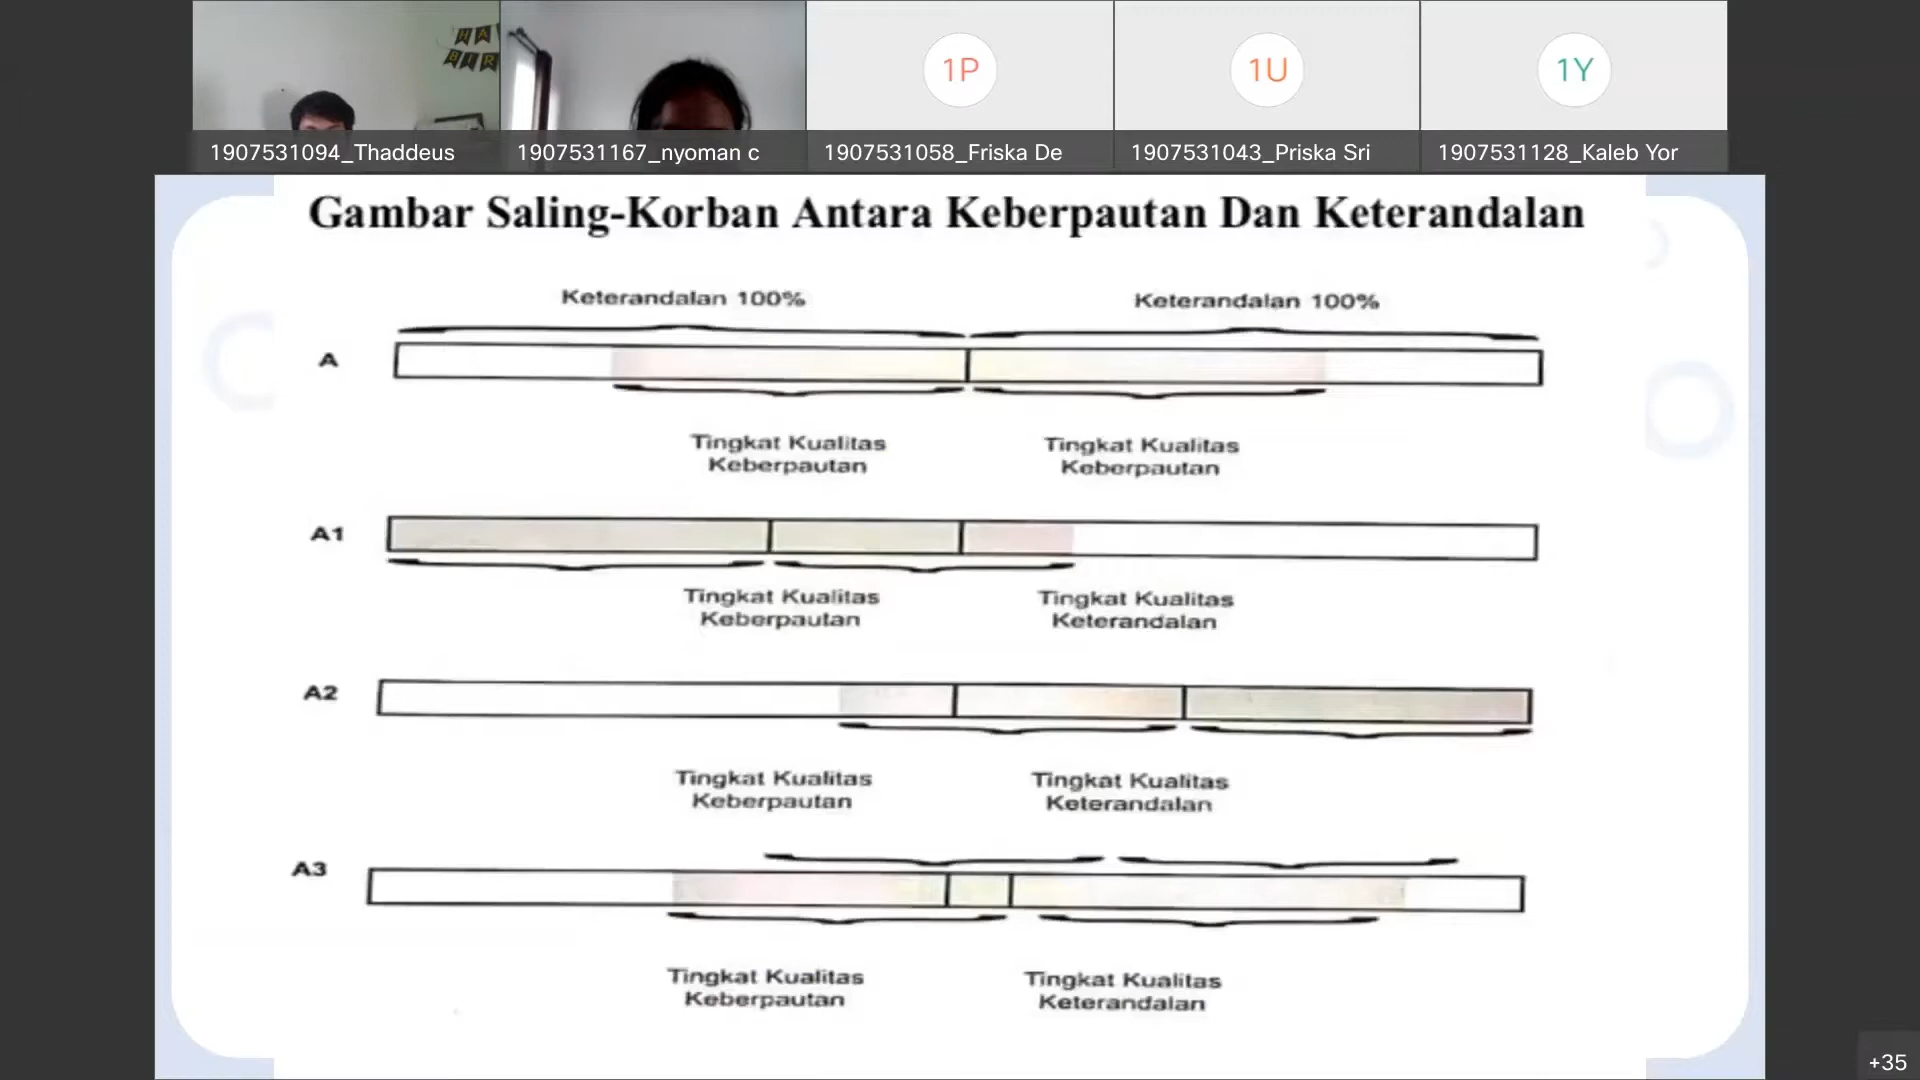 HA
BIR
1P
1U
1Y
1907531094_Thaddeus
1907531167_nyoman c
1907531058_Friska De
1907531043_Priska Sri
1907531128_Kaleb Yor
Gambar Saling-Korban Antara Keberpautan Dan Keterandalan
Keterandalan 100%
Keterandalan 100%
A
Tingkat Kualitas
Keberpautan
Tingkat Kualitas
Keberpautan
A1
Tingkat Kualitas
Keberpautan
Tingkat Kualitas
Keterandalan
A2
Tingkat Kualitas
Keberpautan
Tingkat Kualitas
Keterandalan
A3
Tingkat Kualitas
Keberpautan
Tingkat Kualitas
Keterandalan
+35